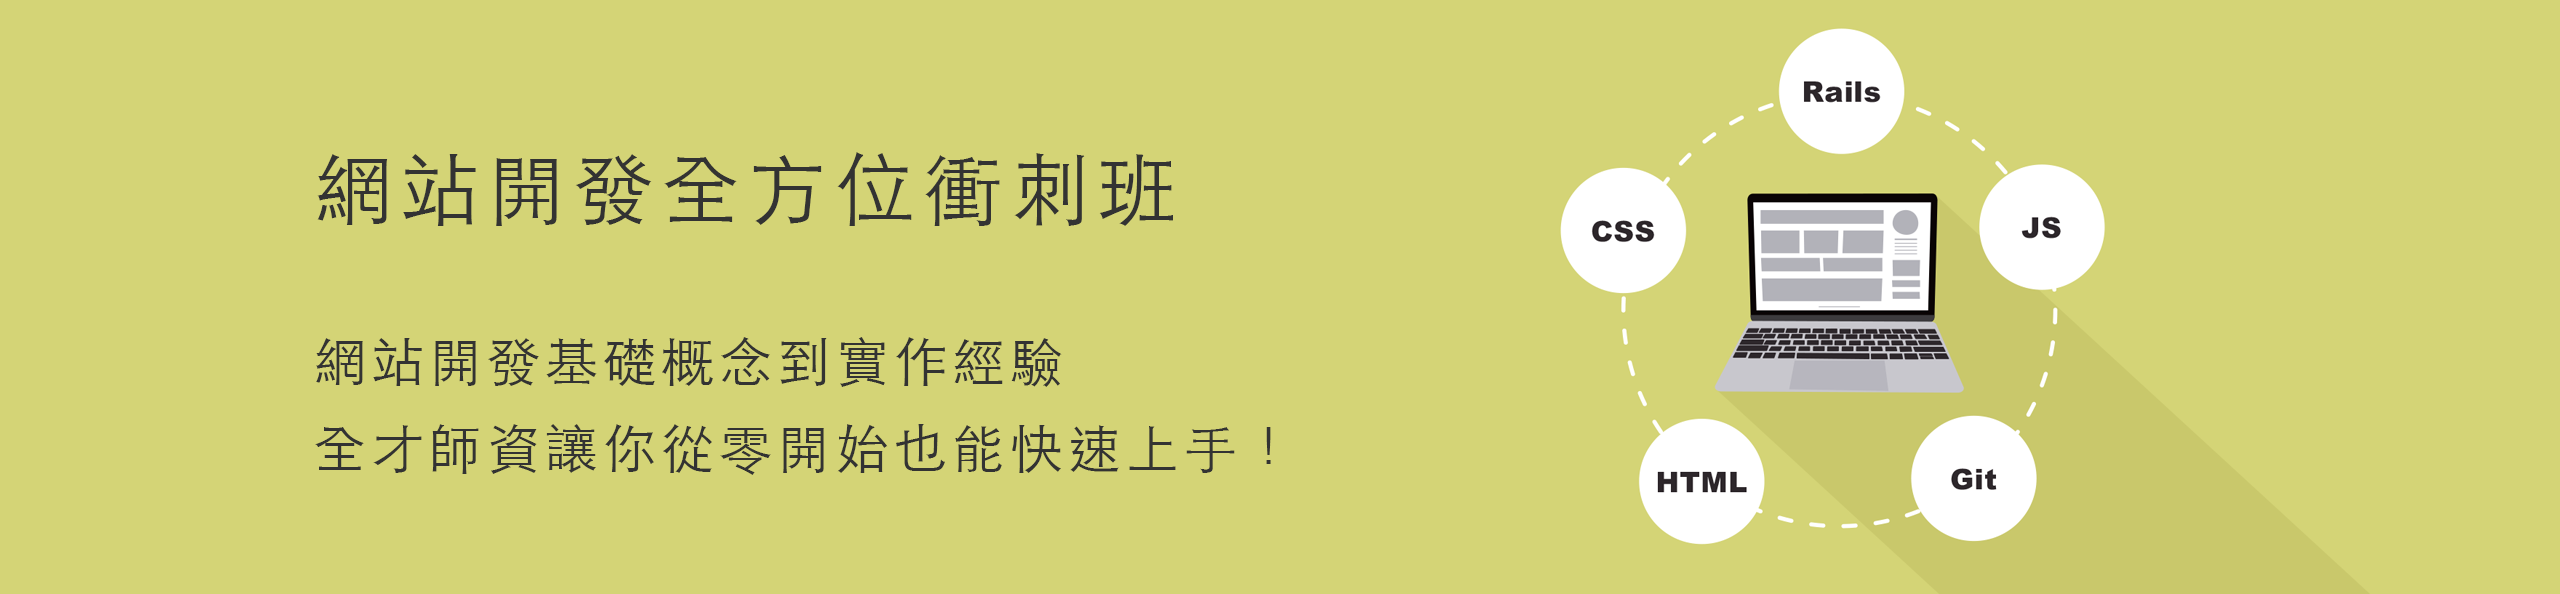 網站開發全方位衝刺班
網站開發基礎概念到實作經驗
全才師資讓你從零開始也能快速上手！
Rails
CSS
JS
HTML
Git